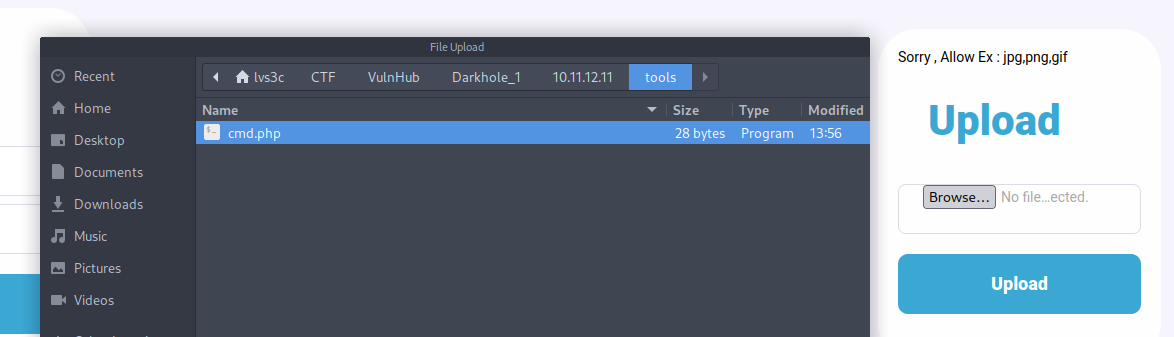 File Upload
Recent
Home
Desktop
Documents
Downloads
Music
Pictures
Videos
lvs3c CTF VulnHub Darkhole_1 10.11.12.11 tools
Name Size Type Modified
cmd.php 28 bytes Program 13:56
Sorry , Allow Ex : jpg,png,gif
Upload
Browse... No file...ected.
Upload